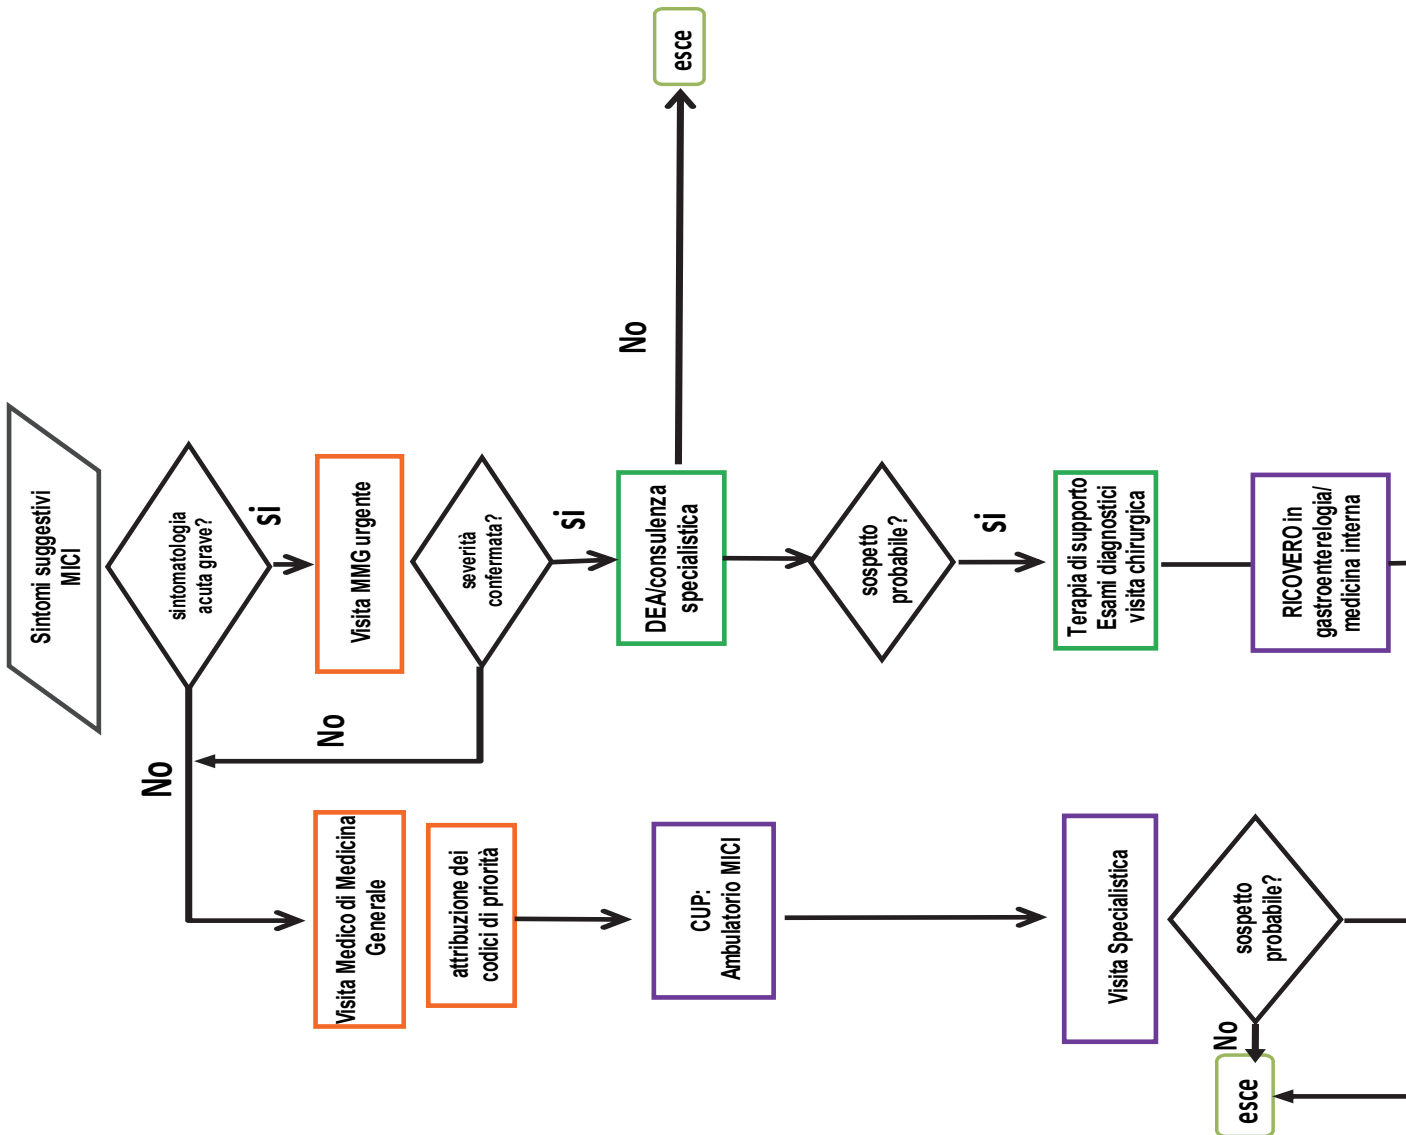 Sintomi suggestivi
MICI
sintomatologia
acuta grave?
si
No
Visita MMG urgente
severità
confermata?
si
No
DEA/consulenza
specialistica
No
esce
sospetto
probabile?
si
Terapia di supporto
Esami diagnostici
visita chirurgica
RICOVERO in
gastroenterelogia/
medicina interna
Visita Medico di Medicina
Generale
attribuzione dei
codici di priorità
CUP:
Ambulatorio MICI
Visita Specialistica
sospetto
probabile?
No
esce